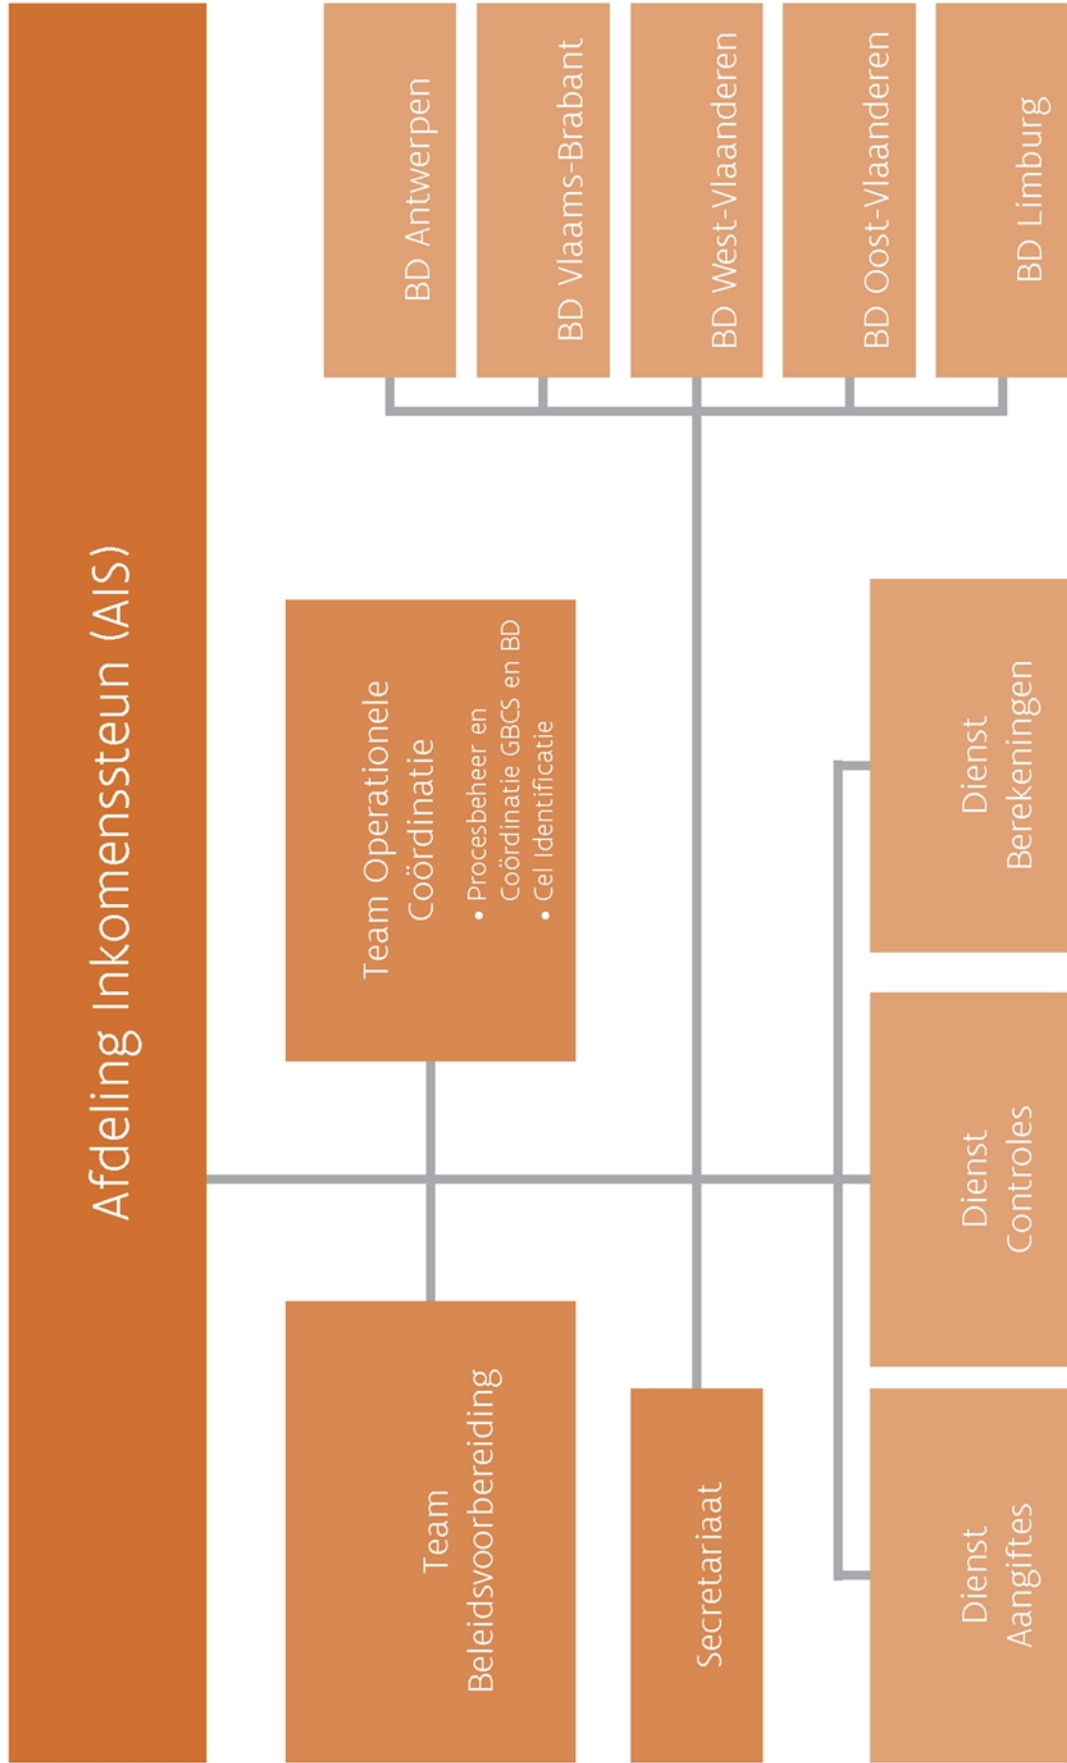 Afdeling Inkomenssteun (AIS)
Team
Beleidsvoorbereiding
Team Operationele
Coördinatie
• Procesbeheer en
Coördinatie GBCS en BD
• Cel Identificatie
Secretariaat
BD Antwerpen
BD Vlaams-Brabant
BD West-Vlaanderen
BD Oost-Vlaanderen
BD Limburg
Dienst
Aangiftes
Dienst
Controles
Dienst
Berekeningen